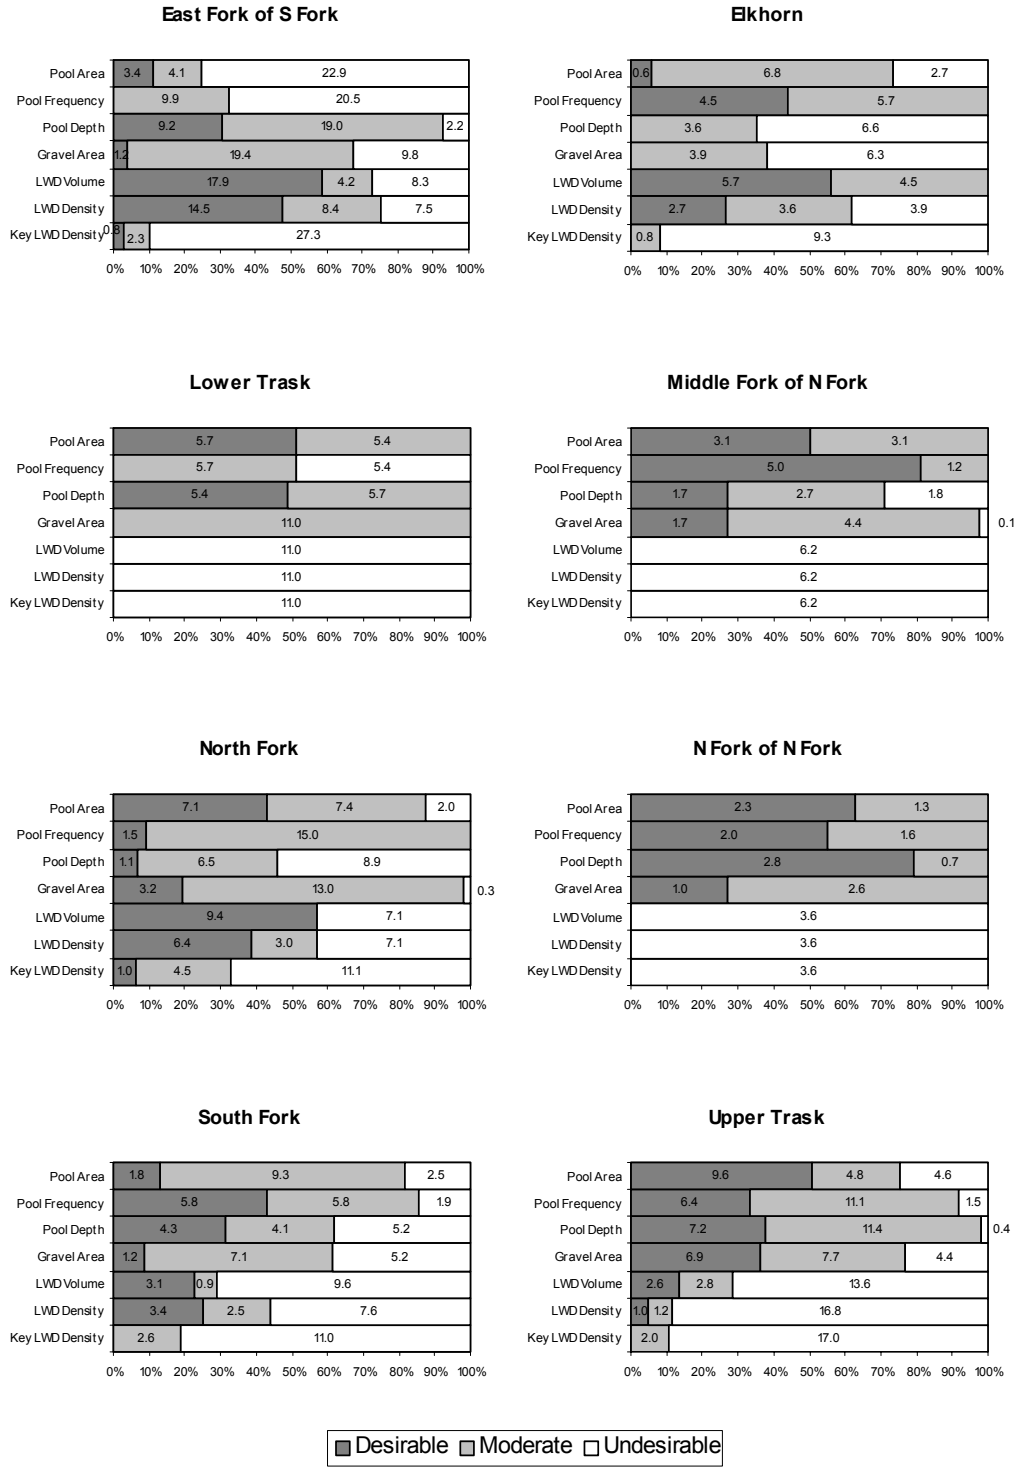 East Fork of S Fork
Pool Area 3.4 4.1 22.9
Pool Frequency 9.9 20.5
Pool Depth 9.2 19.0 2.2
Gravel Area 1.2 19.4 9.8
LWD Volume 17.9 4.2 8.3
LWD Density 14.5 8.4 7.5
Key LWD Density 0.8 2.3 27.3
0% 10% 20% 30% 40% 50% 60% 70% 80% 90% 100%
Elkhorn
Pool Area 0.6 6.8 2.7
Pool Frequency 4.5 5.7
Pool Depth 3.6 6.6
Gravel Area 3.9 6.3
LWD Volume 5.7 4.5
LWD Density 2.7 3.6 3.9
Key LWD Density 0.8 9.3
0% 10% 20% 30% 40% 50% 60% 70% 80% 90% 100%
Lower Trask
Pool Area 5.7 5.4
Pool Frequency 5.7 5.4
Pool Depth 5.4 5.7
Gravel Area 11.0
LWD Volume 11.0
LWD Density 11.0
Key LWD Density 11.0
0% 10% 20% 30% 40% 50% 60% 70% 80% 90% 100%
Middle Fork of N Fork
Pool Area 3.1 3.1
Pool Frequency 5.0 1.2
Pool Depth 1.7 2.7 1.8
Gravel Area 1.7 4.4 0.1
LWD Volume 6.2
LWD Density 6.2
Key LWD Density 6.2
0% 10% 20% 30% 40% 50% 60% 70% 80% 90% 100%
North Fork
Pool Area 7.1 7.4 2.0
Pool Frequency 1.5 15.0
Pool Depth 1.1 6.5 8.9
Gravel Area 3.2 13.0 0.3
LWD Volume 9.4 7.1
LWD Density 6.4 3.0 7.1
Key LWD Density 1.0 4.5 11.1
0% 10% 20% 30% 40% 50% 60% 70% 80% 90% 100%
N Fork of N Fork
Pool Area 2.3 1.3
Pool Frequency 2.0 1.6
Pool Depth 2.8 0.7
Gravel Area 1.0 2.6
LWD Volume 3.6
LWD Density 3.6
Key LWD Density 3.6
0% 10% 20% 30% 40% 50% 60% 70% 80% 90% 100%
South Fork
Pool Area 1.8 9.3 2.5
Pool Frequency 5.8 5.8 1.9
Pool Depth 4.3 4.1 5.2
Gravel Area 1.2 7.1 5.2
LWD Volume 3.1 0.9 9.6
LWD Density 3.4 2.5 7.6
Key LWD Density 2.6 11.0
0% 10% 20% 30% 40% 50% 60% 70% 80% 90% 100%
Upper Trask
Pool Area 9.6 4.8 4.6
Pool Frequency 6.4 11.1 1.5
Pool Depth 7.2 11.4 0.4
Gravel Area 6.9 7.7 4.4
LWD Volume 2.6 2.8 13.6
LWD Density 1.0 1.2 16.8
Key LWD Density 2.0 17.0
0% 10% 20% 30% 40% 50% 60% 70% 80% 90% 100%
Desirable Moderate Undesirable